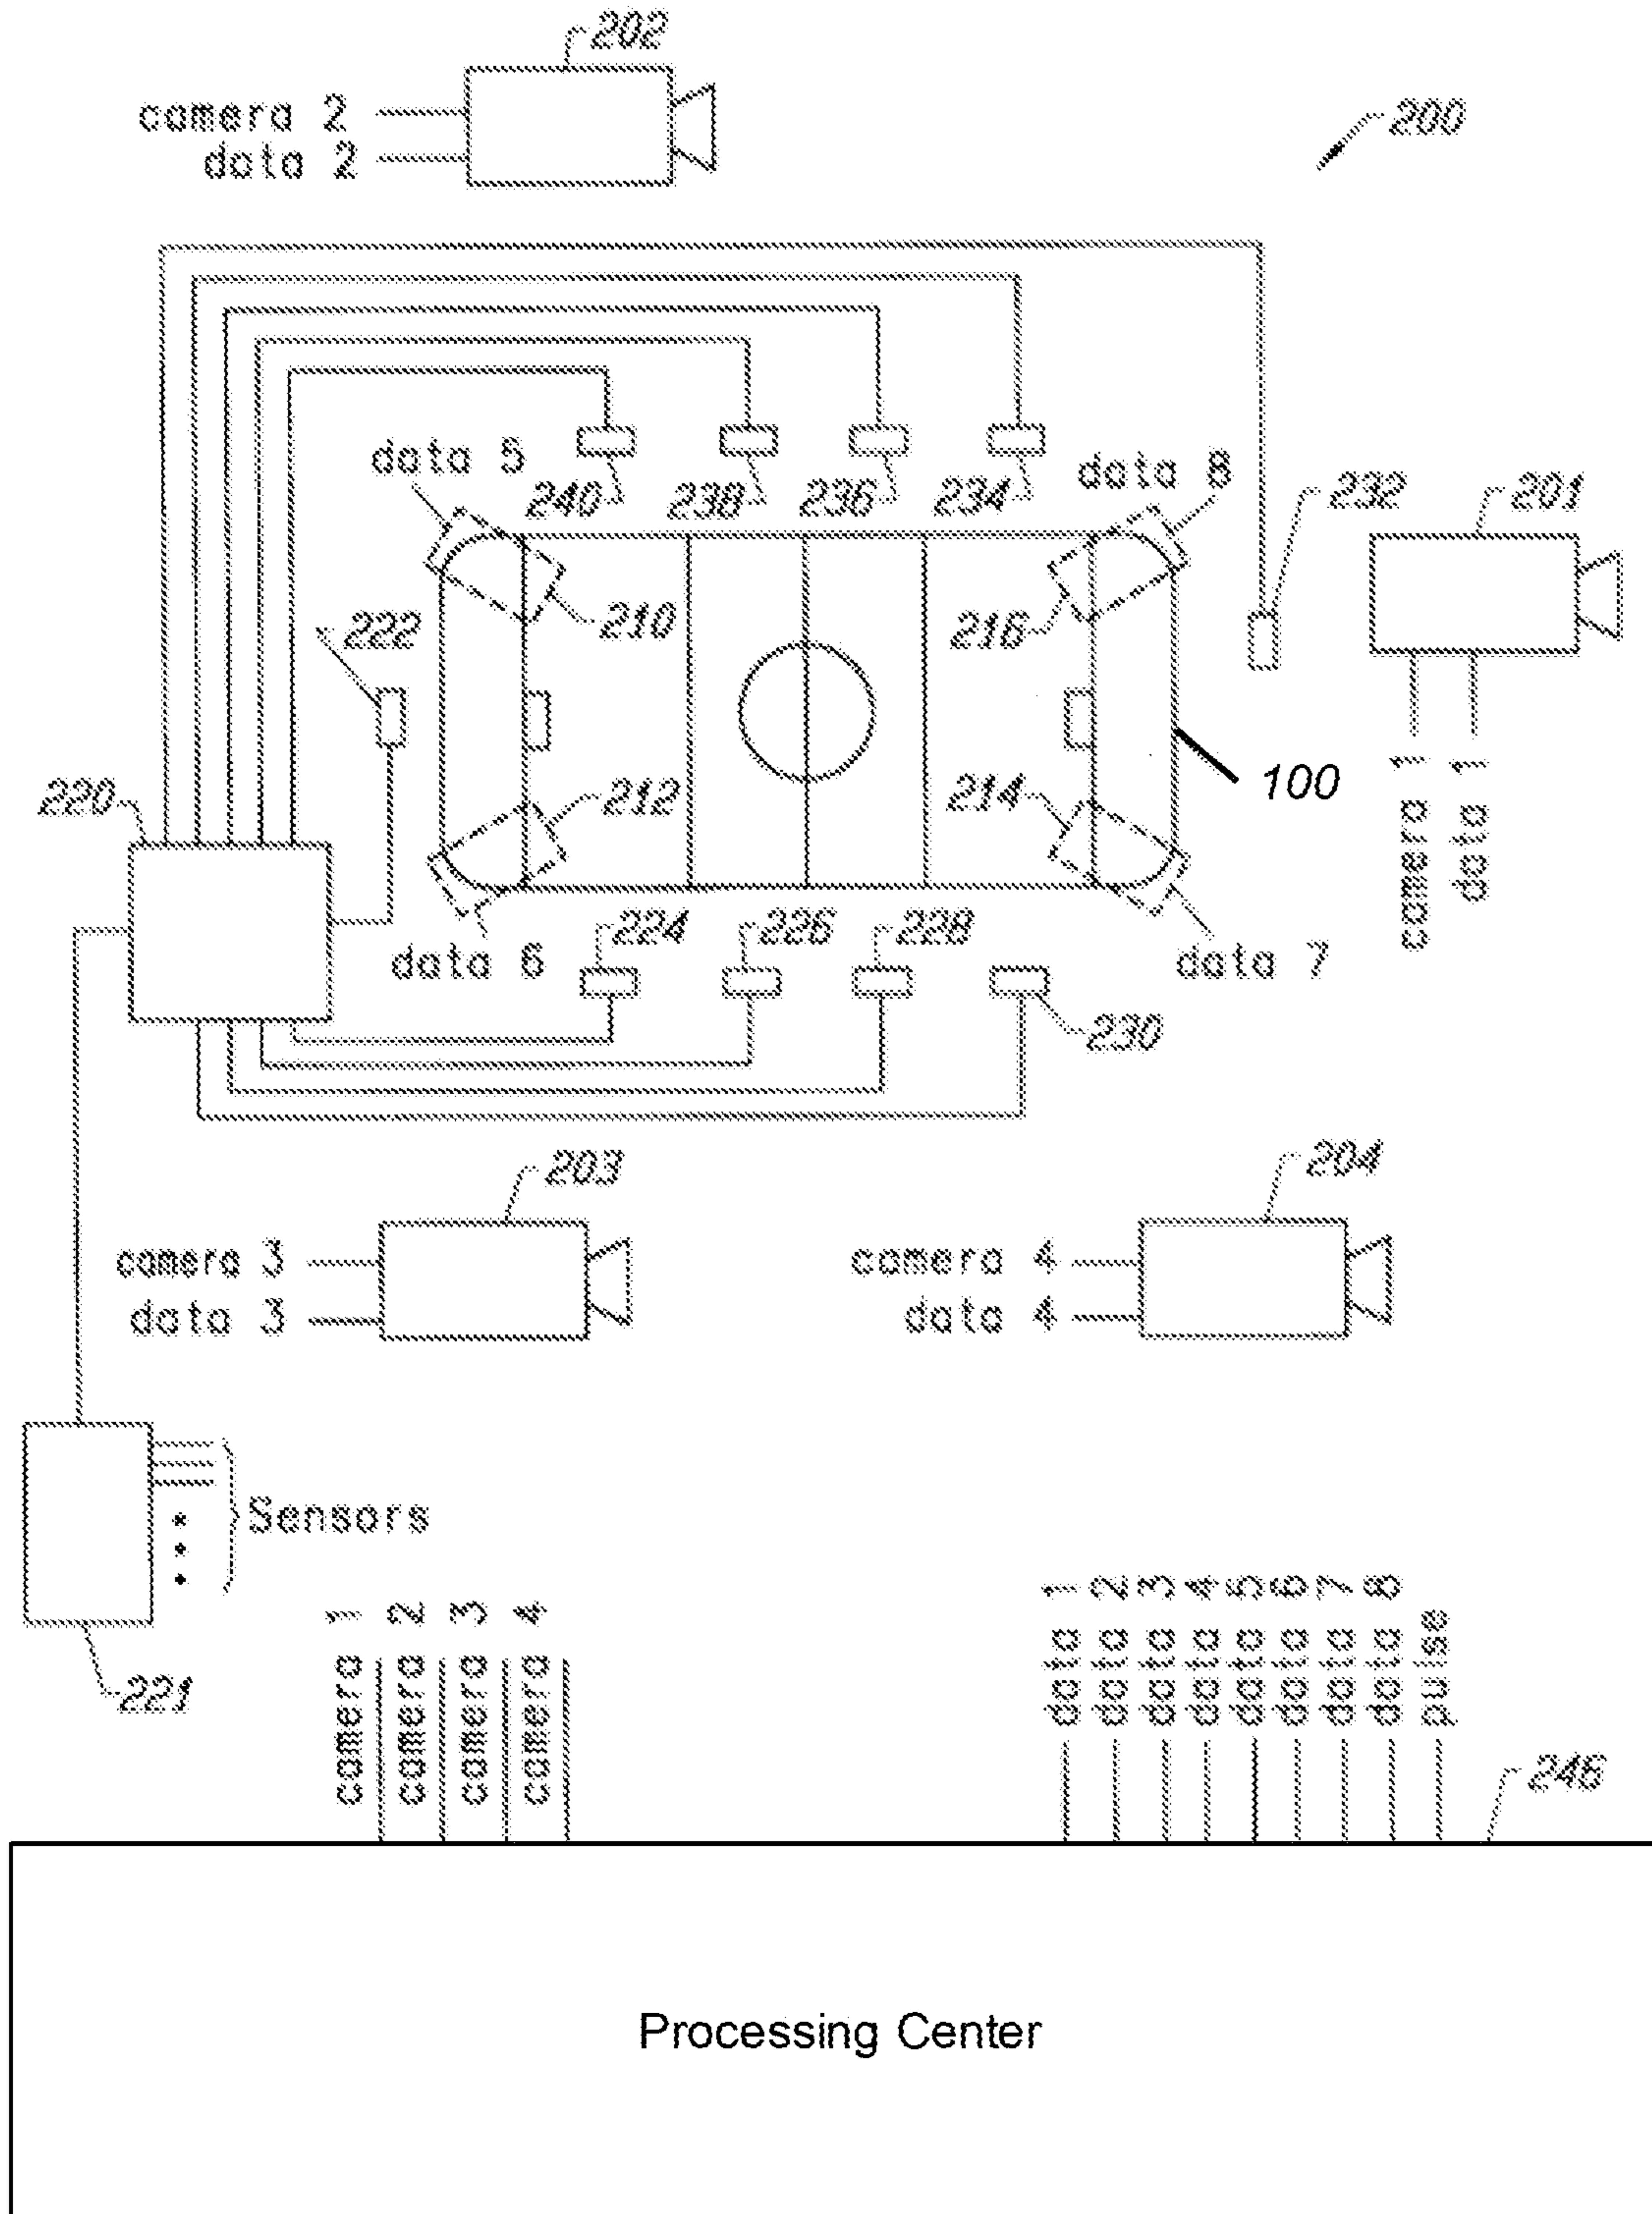 202
camera 2
data 2
200
data 5
240
238
236
234
data 8
232
201
222
210
216
220
212
214
100
camera 1
data 1
224
226
228
data 6
data 7
230
203
204
camera 3
data 3
camera 4
data 4
Sensors
221
camera 1
camera 2
camera 3
camera 4
data 1
data 2
data 3
data 4
data 5
data 6
data 7
data 8
pulse
246
Processing Center